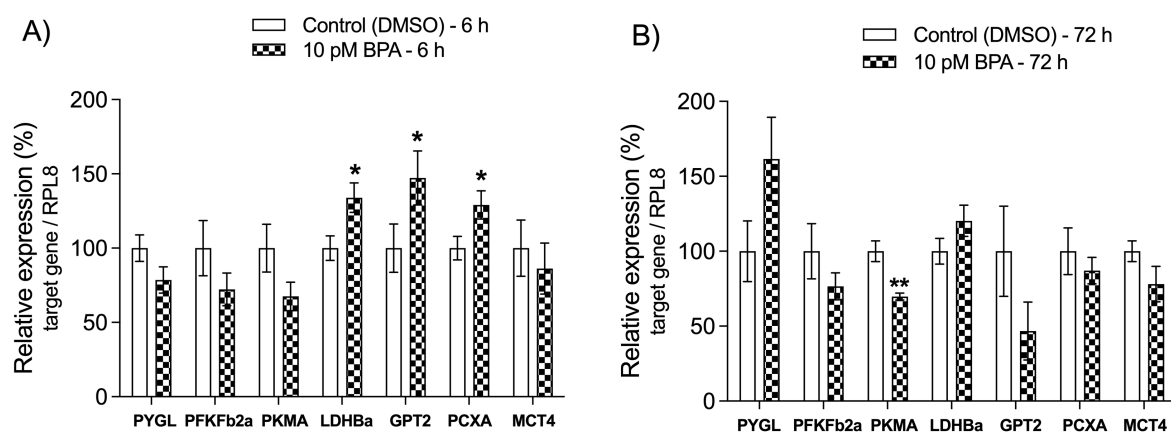 A)
Control (DMSO) - 6 h
10 pM BPA - 6 h
Relative expression (%)
target gene / RPL8
200
150
100
50
0
*
*
*
PYGL PFKFb2a PKMA LDHBa GPT2 PCXA MCT4
B)
Control (DMSO) - 72 h
10 pM BPA - 72 h
Relative expression (%)
target gene / RPL8
200
150
100
50
0
**
PYGL PFKFb2a PKMA LDHBa GPT2 PCXA MCT4